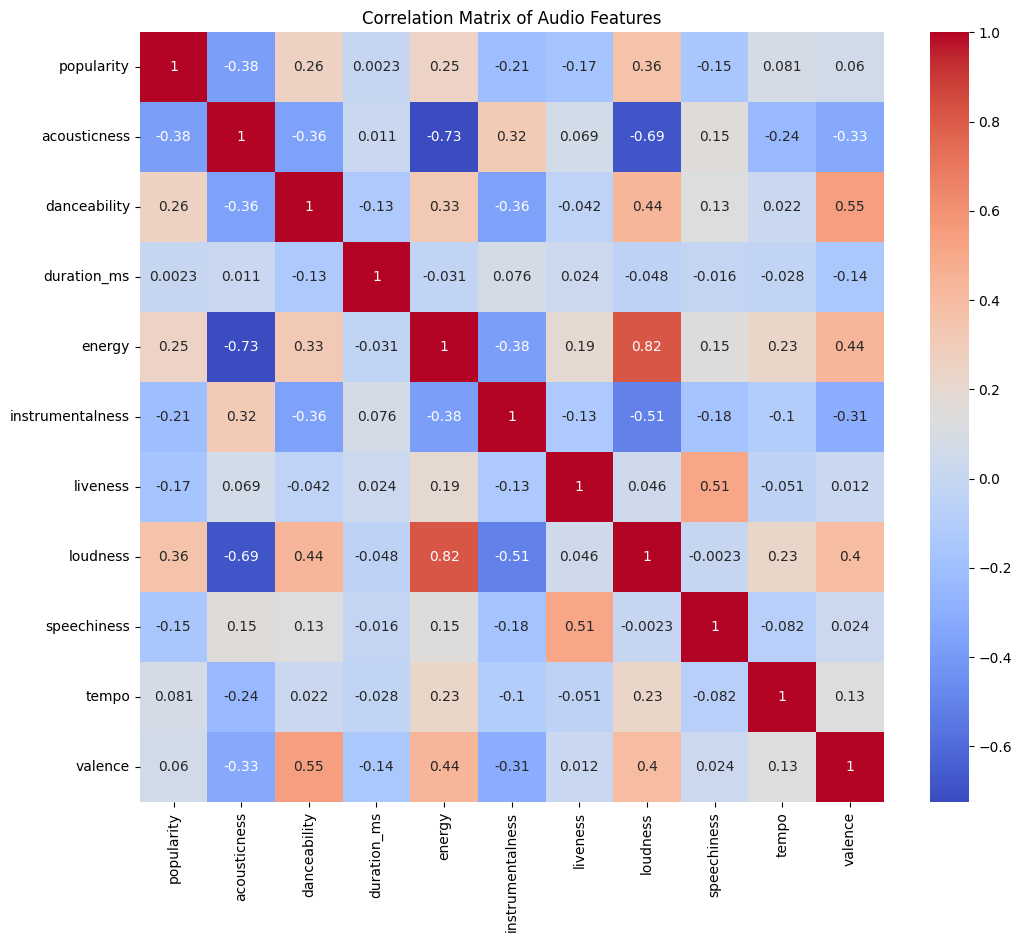 Correlation Matrix of Audio Features
popularity 1 -0.38 0.26 0.0023 0.25 -0.21 -0.17 0.36 -0.15 0.081 0.06
acousticness -0.38 1 -0.36 0.011 -0.73 0.32 0.069 -0.69 0.15 -0.24 -0.33
danceability 0.26 -0.36 1 -0.13 0.33 -0.36 -0.042 0.44 0.13 0.022 0.55
duration_ms 0.0023 0.011 -0.13 1 -0.031 0.076 0.024 -0.048 -0.016 -0.028 -0.14
energy 0.25 -0.73 0.33 -0.031 1 -0.38 0.19 0.82 0.15 0.23 0.44
instrumentalness -0.21 0.32 -0.36 0.076 -0.38 1 -0.13 -0.51 -0.18 -0.1 -0.31
liveness -0.17 0.069 -0.042 0.024 0.19 -0.13 1 0.046 0.51 -0.051 0.012
loudness 0.36 -0.69 0.44 -0.048 0.82 -0.51 0.046 1 -0.0023 0.23 0.4
speechiness -0.15 0.15 0.13 -0.016 0.15 -0.18 0.51 -0.0023 1 -0.082 0.024
tempo 0.081 -0.24 0.022 -0.028 0.23 -0.1 -0.051 0.23 -0.082 1 0.13
valence 0.06 -0.33 0.55 -0.14 0.44 -0.31 0.012 0.4 0.024 0.13 1
popularity acousticness danceability duration_ms energy instrumentalness liveness loudness speechiness tempo valence
1.0
0.8
0.6
0.4
0.2
0.0
−0.2
−0.4
−0.6